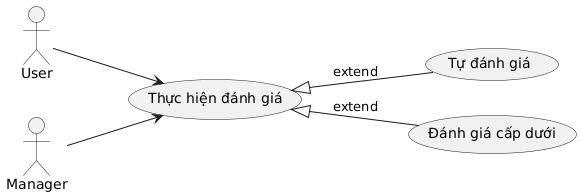 User
Manager
Thực hiện đánh giá
extend
extend
Tự đánh giá
Đánh giá cấp dưới